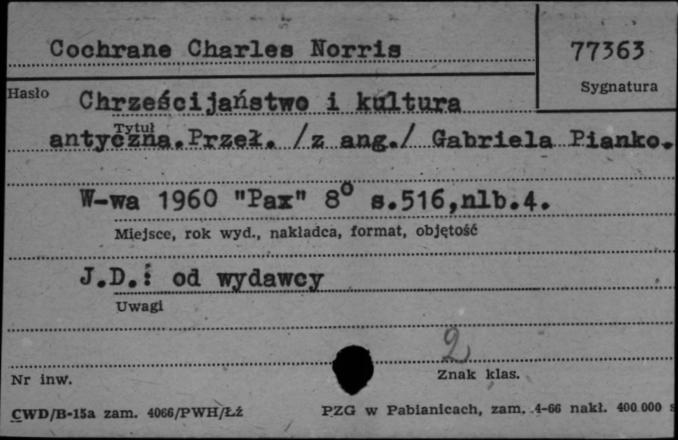 Cochrane Charles Norris
77363
Hasło
Sygnatura
Chrześcijaństwo i kultura
Tytuł
antyczna. Przeł. /z ang./ Gabriela Pianko.
W-wa 1960 "Pax" 8° s.516,nlb.4.
Miejsce, rok wyd., nakładca, format, objętość
J.D.: od wydawcy
Uwagi
2
Nr inw.
Znak klas.
CWD/B-15a zam. 4066/PWH/Łź
PZG w Pabianicach, zam. 4-66 nakł. 400 000 s